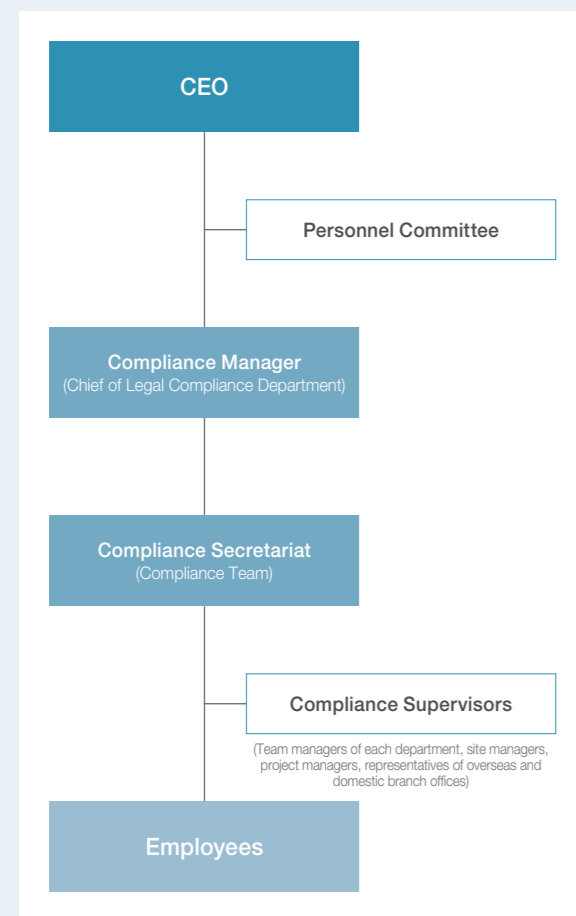 CEO
Personnel Committee
Compliance Manager
(Chief of Legal Compliance Department)
Compliance Secretariat
(Compliance Team)
Compliance Supervisors
(Team managers of each department, site managers,
project managers, representatives of overseas and
domestic branch offices)
Employees